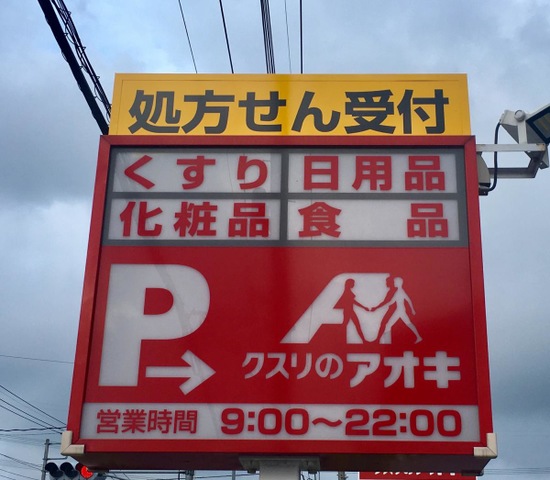 処方せん受付
くすり 日用品
化粧品 食品
P→
クスリのアオキ
営業時間 9:00～22:00